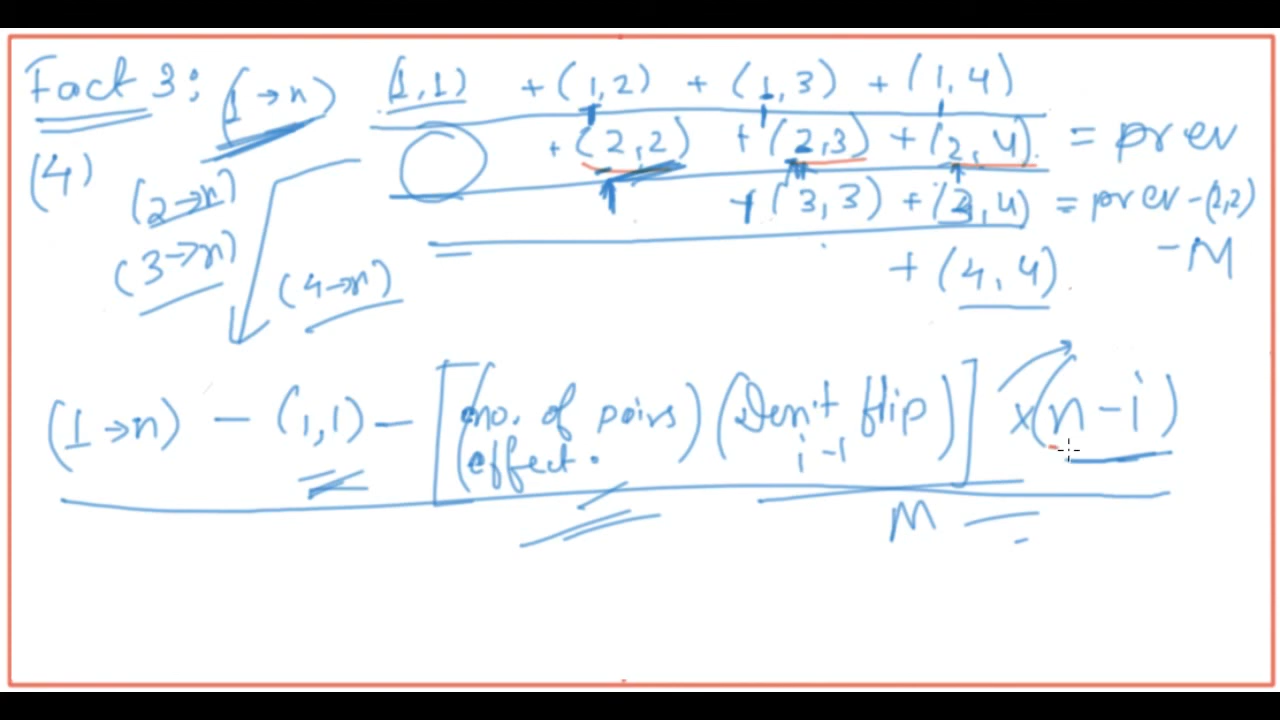 Fact 3: (1→n) (1,1) + (1,2) + (1,3) + (1,4)
(4) + (2,2) + (2,3) + (2,4) = prev
(2→n) + (3,3) + (3,4) = prev - (2,2)
(3→n) - M
(4→n) + (4,4)
(1→n) - (1,1) - [(no. of pairs effect.) (Don't flip i-1)] x (n-i)
M